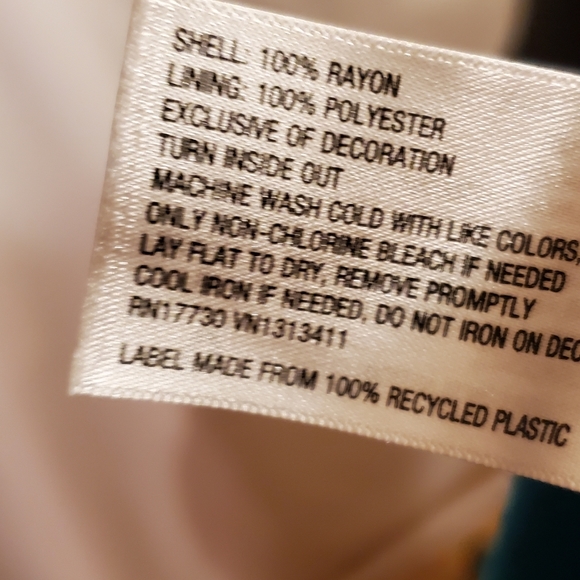 SHELL: 100% RAYON
LINING: 100% POLYESTER
EXCLUSIVE OF DECORATION
TURN INSIDE OUT
MACHINE WASH COLD WITH LIKE COLORS,
ONLY NON-CHLORINE BLEACH IF NEEDED
LAY FLAT TO DRY, REMOVE PROMPTLY
COOL IRON IF NEEDED, DO NOT IRON ON DEC
RN17730 VN1313411
LABEL MADE FROM 100% RECYCLED PLASTIC